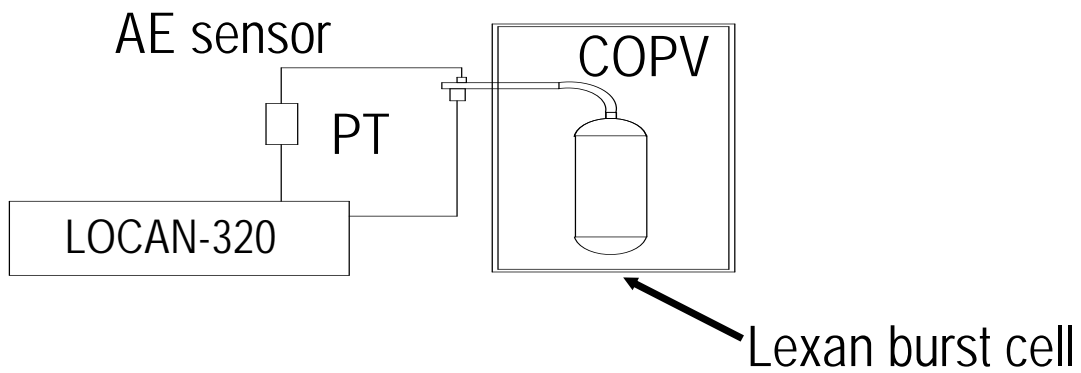 AE sensor
COPV
PT
LOCAN-320
Lexan burst cell